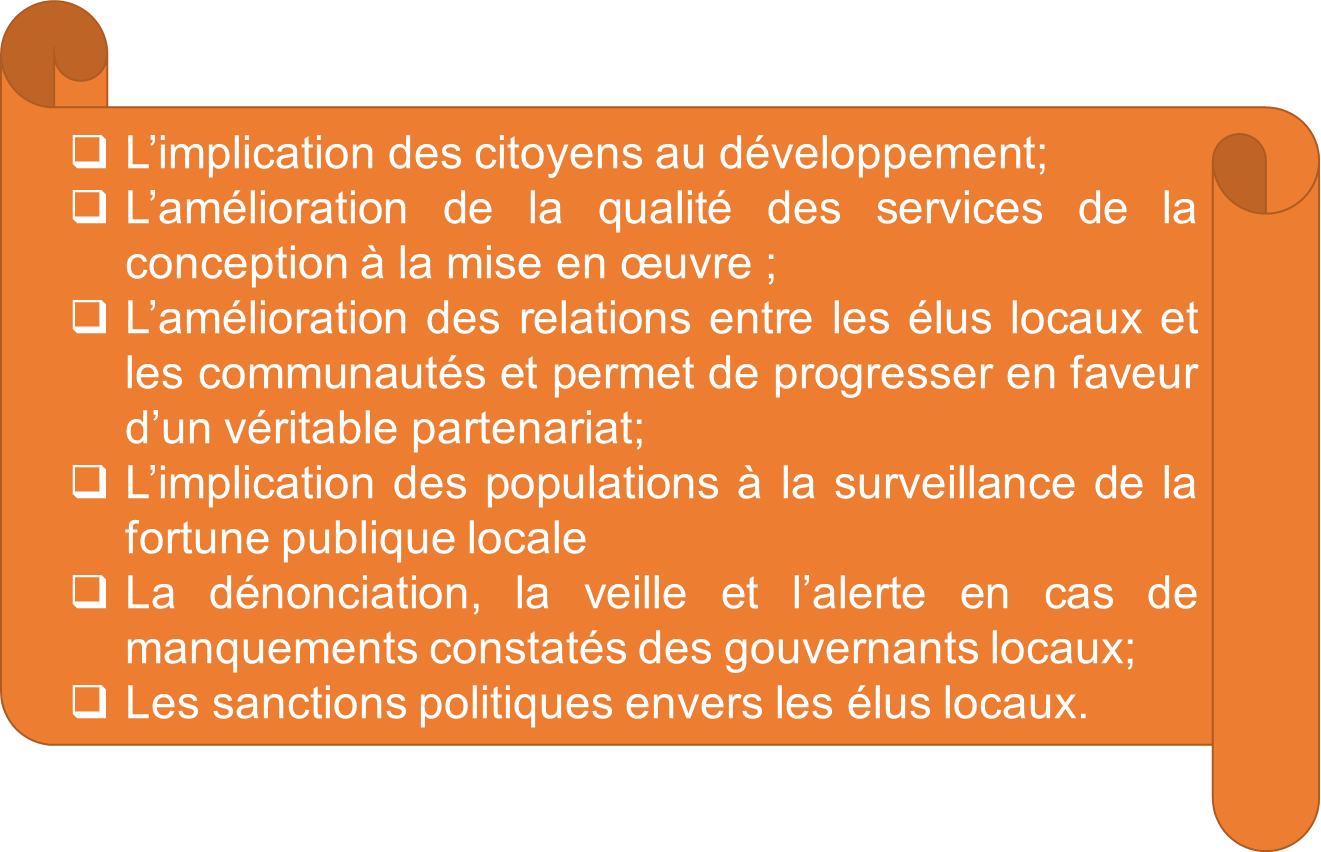 ❑ L’implication des citoyens au développement;
❑ L’amélioration de la qualité des services de la
conception à la mise en œuvre ;
❑ L’amélioration des relations entre les élus locaux et
les communautés et permet de progresser en faveur
d’un véritable partenariat;
❑ L’implication des populations à la surveillance de la
fortune publique locale
❑ La dénonciation, la veille et l’alerte en cas de
manquements constatés des gouvernants locaux;
❑ Les sanctions politiques envers les élus locaux.